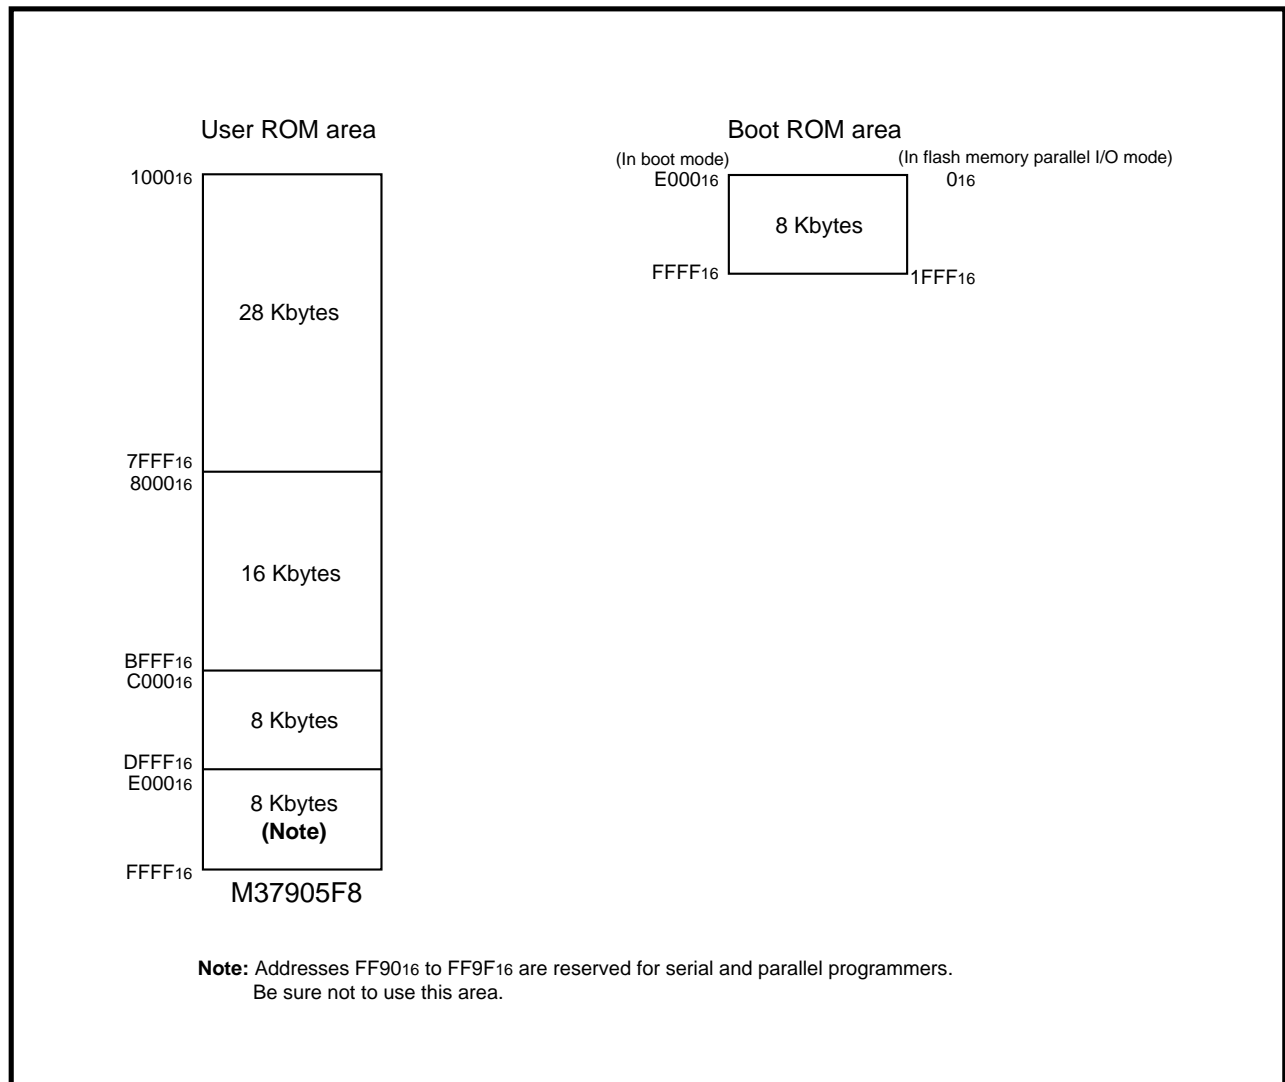 User ROM area
1000₁₆
28 Kbytes
7FFF₁₆
8000₁₆
16 Kbytes
BFFF₁₆
C000₁₆
8 Kbytes
DFFF₁₆
E000₁₆
8 Kbytes
(Note)
FFFF₁₆
M37905F8
Boot ROM area
(In boot mode)
(In flash memory parallel I/O mode)
E000₁₆
0₁₆
8 Kbytes
FFFF₁₆
1FFF₁₆
Note: Addresses FF90₁₆ to FF9F₁₆ are reserved for serial and parallel programmers.
Be sure not to use this area.